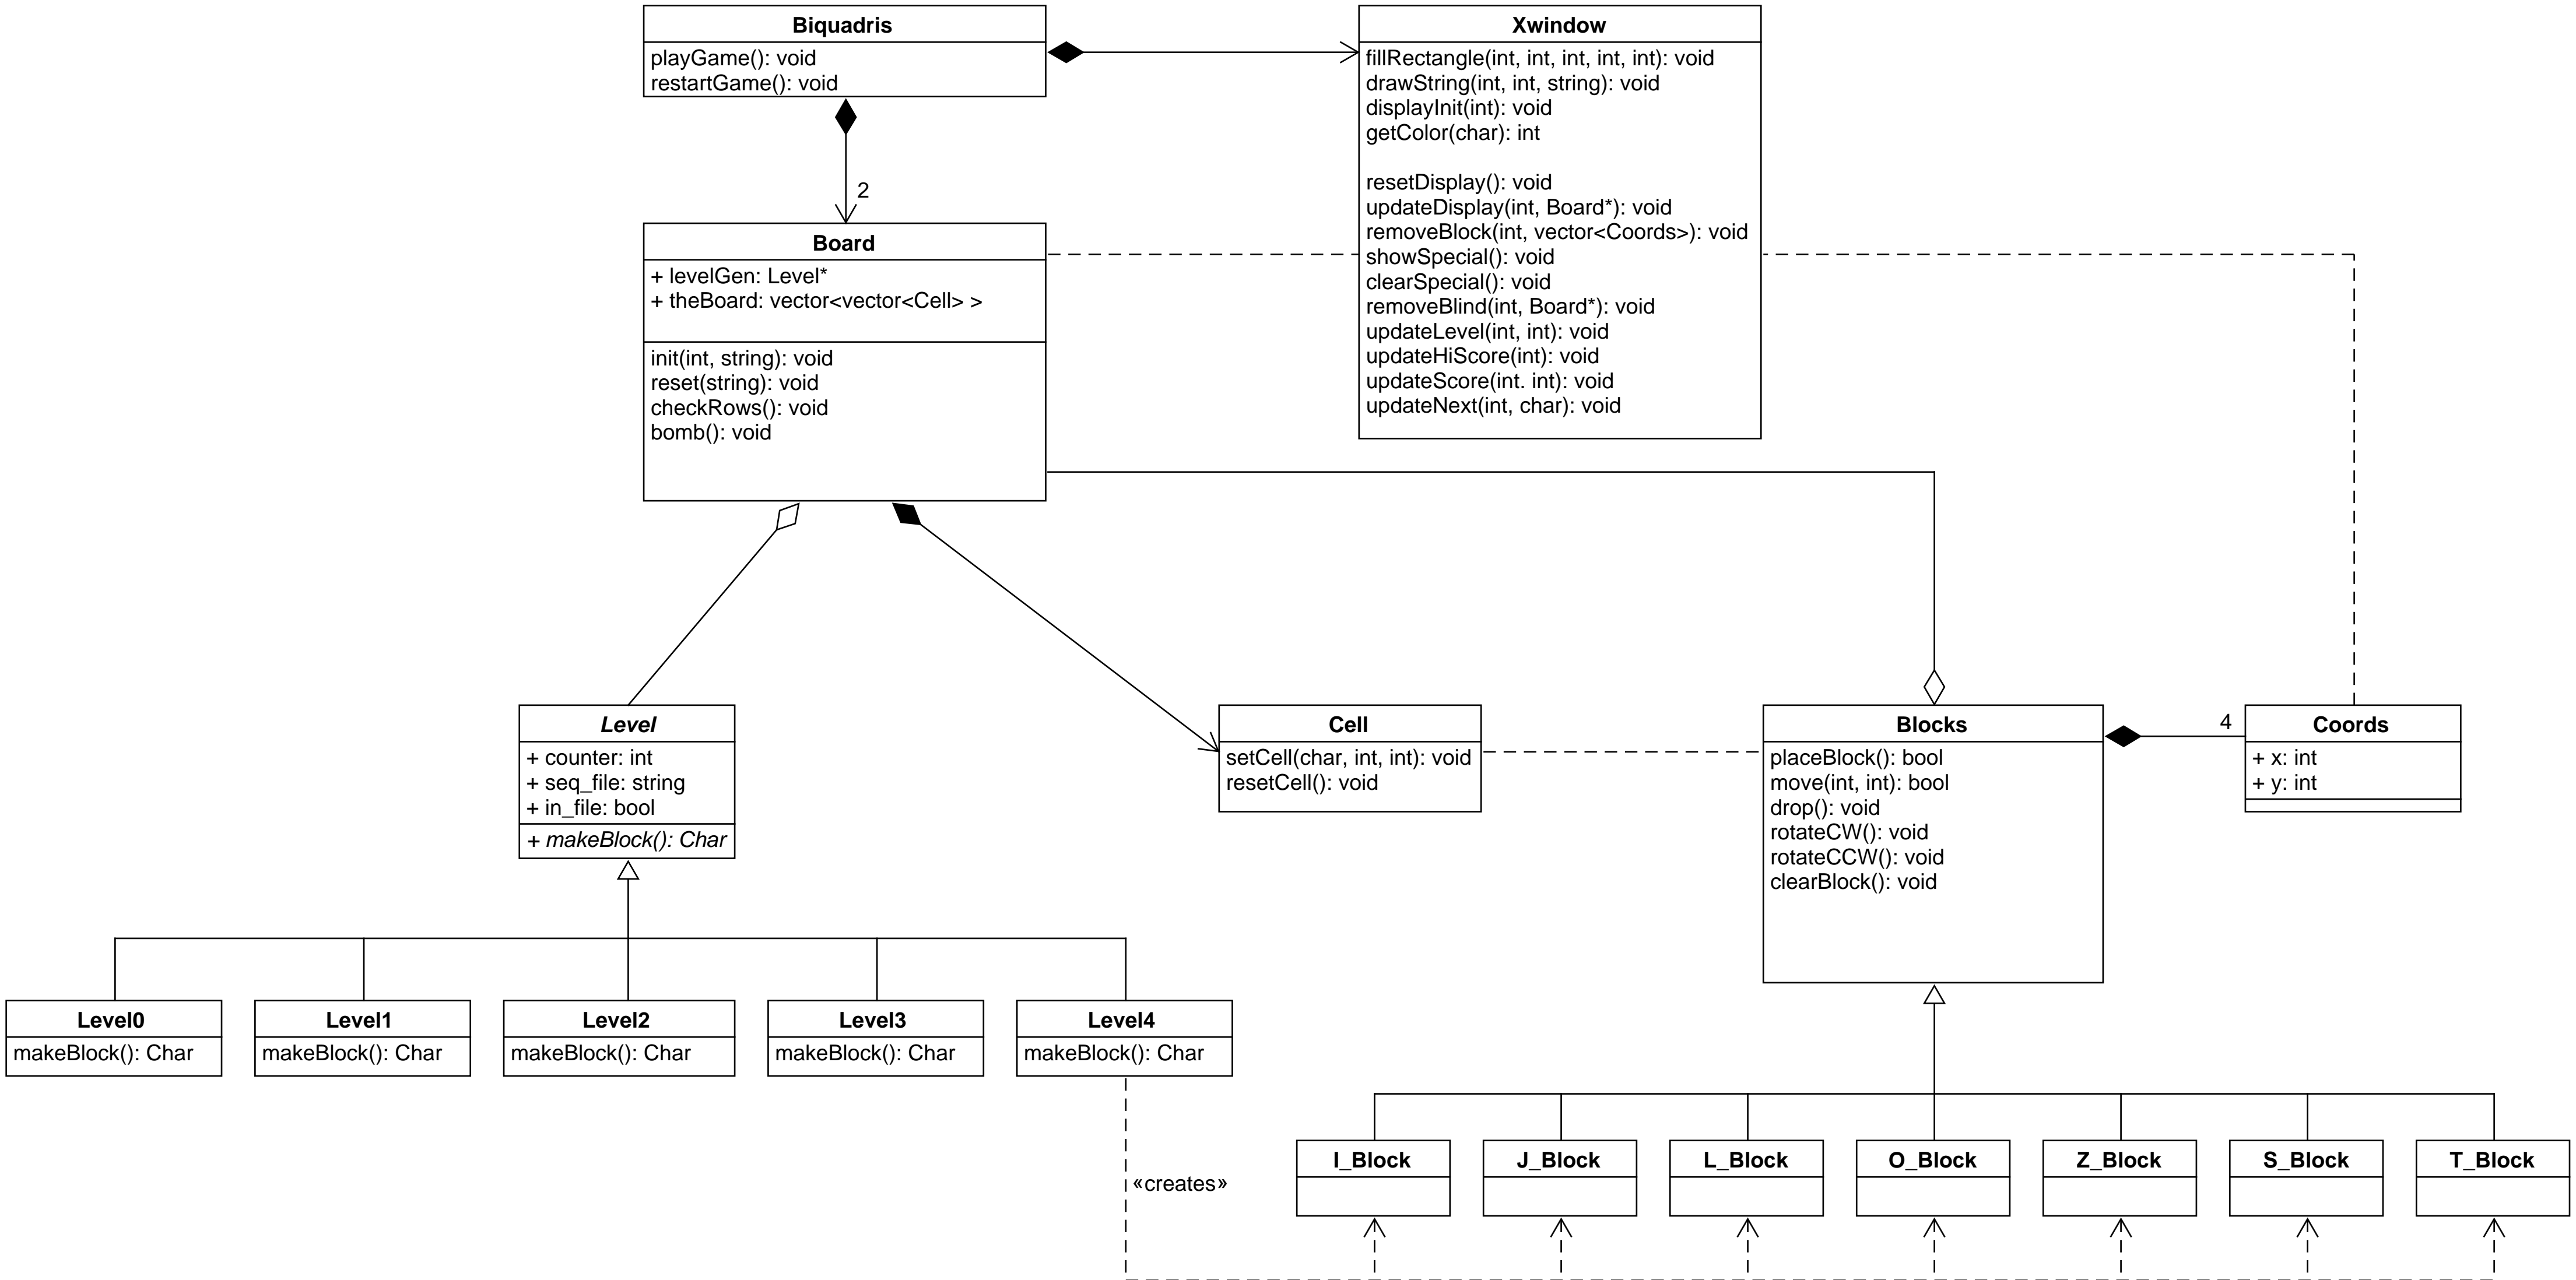 Biquadris
playGame(): void
restartGame(): void
Xwindow
fillRectangle(int, int, int, int, int): void
drawString(int, int, string): void
displayInit(int): void
getColor(char): int
resetDisplay(): void
updateDisplay(int, Board*): void
removeBlock(int, vector<Coords>): void
showSpecial(): void
clearSpecial(): void
removeBlind(int, Board*): void
updateLevel(int, int): void
updateHiScore(int): void
updateScore(int. int): void
updateNext(int, char): void
2
Board
+ levelGen: Level*
+ theBoard: vector<vector<Cell> >
init(int, string): void
reset(string): void
checkRows(): void
bomb(): void
Level
+ counter: int
+ seq_file: string
+ in_file: bool
+ makeBlock(): Char
Cell
setCell(char, int, int): void
resetCell(): void
Blocks
placeBlock(): bool
move(int, int): bool
drop(): void
rotateCW(): void
rotateCCW(): void
clearBlock(): void
4
Coords
+ x: int
+ y: int
Level0
makeBlock(): Char
Level1
makeBlock(): Char
Level2
makeBlock(): Char
Level3
makeBlock(): Char
Level4
makeBlock(): Char
«creates»
I_Block
J_Block
L_Block
O_Block
Z_Block
S_Block
T_Block